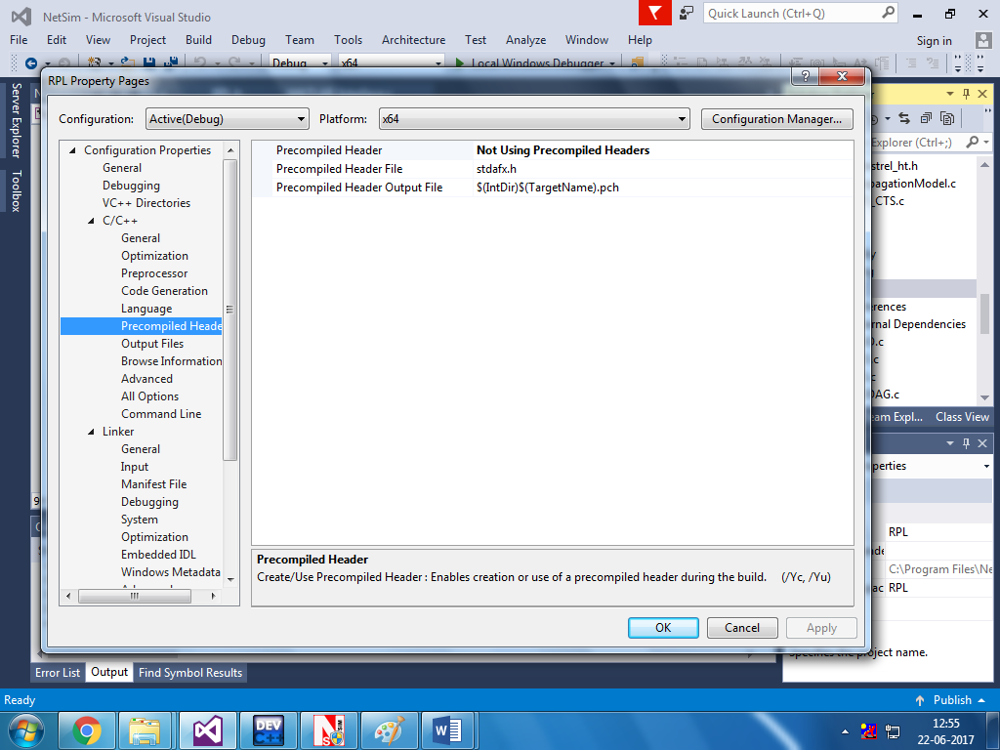 NetSim - Microsoft Visual Studio
Quick Launch (Ctrl+Q)
File Edit View Project Build Debug Team Tools Architecture Test Analyze Window Help
Sign in
Debug x64 Local Windows Debugger
RPL Property Pages
Server Explorer
Toolbox
Configuration: Active(Debug) Platform: x64 Configuration Manager...
Configuration Properties
General
Debugging
VC++ Directories
C/C++
General
Optimization
Preprocessor
Code Generation
Language
Precompiled Heade
Output Files
Browse Information
Advanced
All Options
Command Line
Linker
General
Input
Manifest File
Debugging
System
Optimization
Embedded IDL
Windows Metadata
Precompiled Header Not Using Precompiled Headers
Precompiled Header File stdafx.h
Precompiled Header Output File $(IntDir)$(TargetName).pch
Precompiled Header
Create/Use Precompiled Header : Enables creation or use of a precompiled header during the build. (/Yc, /Yu)
OK Cancel Apply
Explorer (Ctrl+;)
strel_ht.h
pagationModel.c
_CTS.c
erences
rnal Dependencies
DAG.c
eam Expl... Class View
perties
RPL
C:\Program Files\Ne
RPL
Specifies the project name.
Error List Output Find Symbol Results
Ready
Publish
DEV C++
12:55
22-06-2017